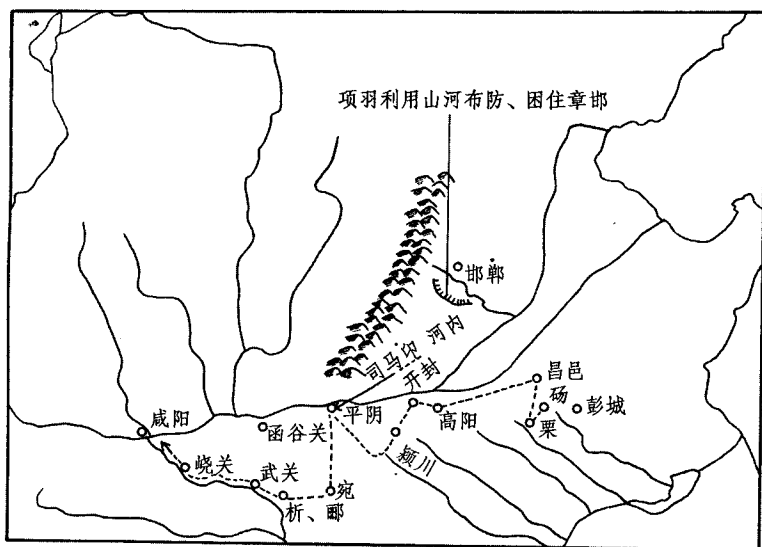 项羽利用山河布防、困住章邯
邯郸
河内
司马卬
开封
昌邑
砀
彭城
栗
高阳
平阴
函谷关
咸阳
颍川
峣关
武关
宛
析、郦